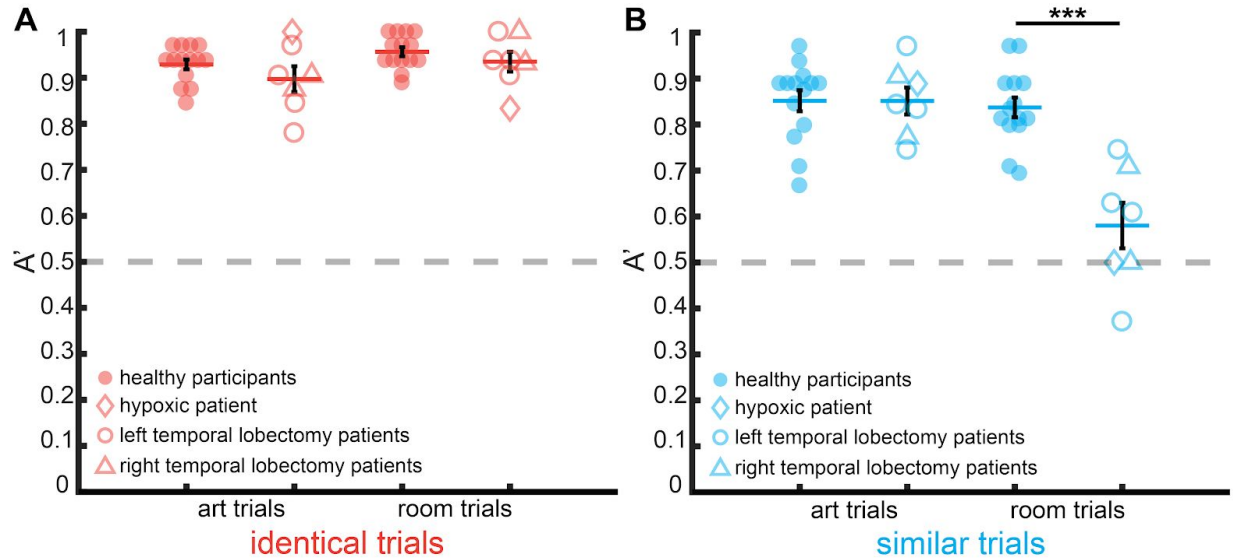 A
1
0.9
0.8
0.7
0.6
0.5
0.4
0.3
0.2
0.1
0
A'
healthy participants
hypoxic patient
left temporal lobectomy patients
right temporal lobectomy patients
art trials
room trials
identical trials
B
***
1
0.9
0.8
0.7
0.6
0.5
0.4
0.3
0.2
0.1
0
A'
healthy participants
hypoxic patient
left temporal lobectomy patients
right temporal lobectomy patients
art trials
room trials
similar trials